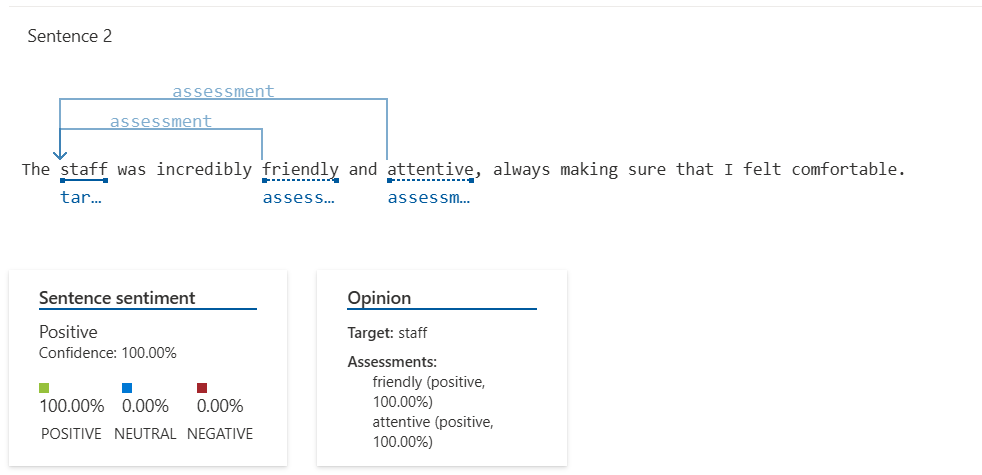 Sentence 2
assessment
assessment
The staff was incredibly friendly and attentive, always making sure that I felt comfortable.
tar... assess... assessm...
Sentence sentiment
Positive
Confidence: 100.00%
100.00% 0.00% 0.00%
POSITIVE NEUTRAL NEGATIVE
Opinion
Target: staff
Assessments:
friendly (positive,
100.00%)
attentive (positive,
100.00%)